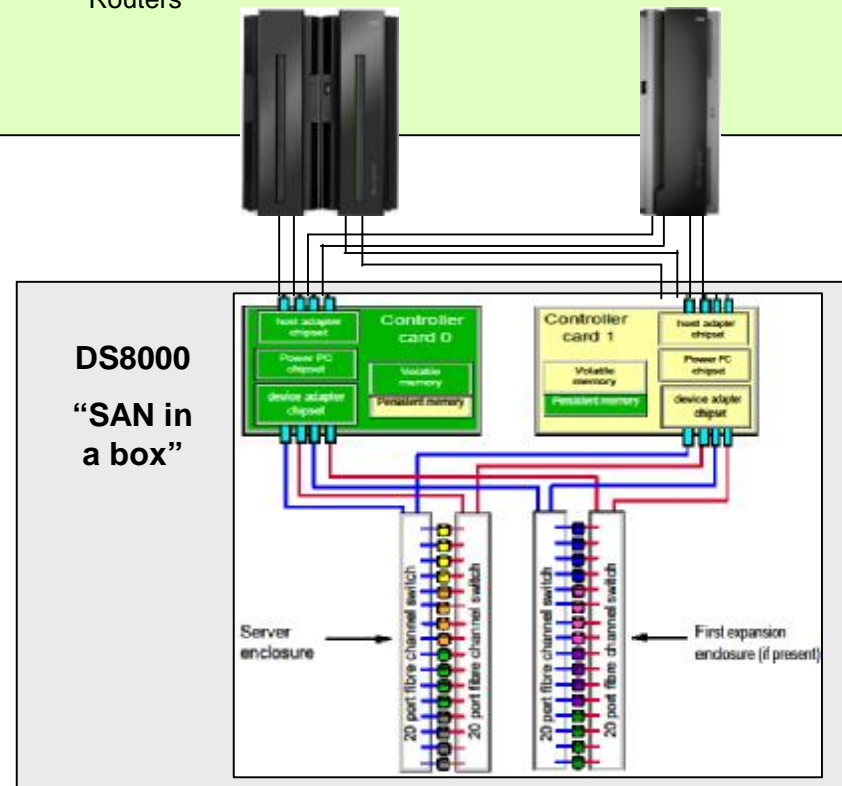 Routers
DS8000
“SAN in
a box”
host adapter
chipset
Power PC
chipset
device adapter
chipset
Controller
card 0
Volatile
memory
Persistent memory
Controller
card 1
Volatile
memory
Persistent memory
host adapter
chipset
Power PC
chipset
device adapter
chipset
Server
enclosure
20 port fibre channel switch
20 port fibre channel switch
20 port fibre channel switch
20 port fibre channel switch
First expansion
enclosure (if present)